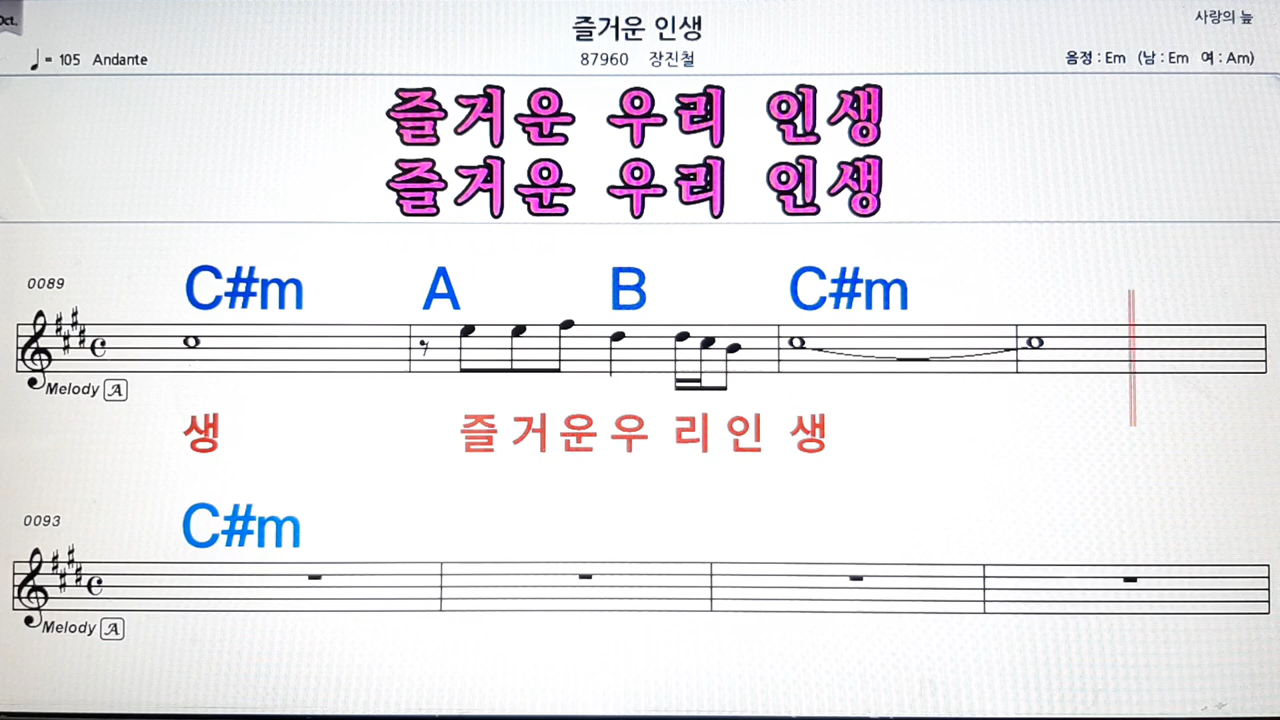 Oct.
즐거운 인생
사랑의 늪
♩= 105 Andante
87960 장진철
음정 : Em (남 : Em 여 : Am)
즐거운 우리 인생
즐거운 우리 인생
0089
C#m A B C#m
Melody A
생 즐거운우 리인 생
0093
C#m
Melody A